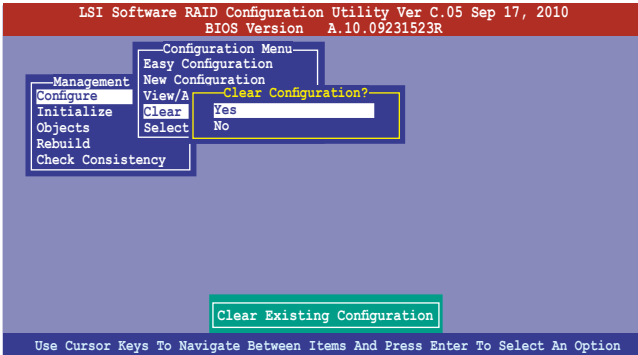 LSI Software RAID Configuration Utility Ver C.05 Sep 17, 2010
BIOS Version A.10.09231523R
Configuration Menu
Easy Configuration
New Configuration
View/A
Clear
Select
Management
Configure
Initialize
Objects
Rebuild
Check Consistency
Clear Configuration?
Yes
No
Clear Existing Configuration
Use Cursor Keys To Navigate Between Items And Press Enter To Select An Option